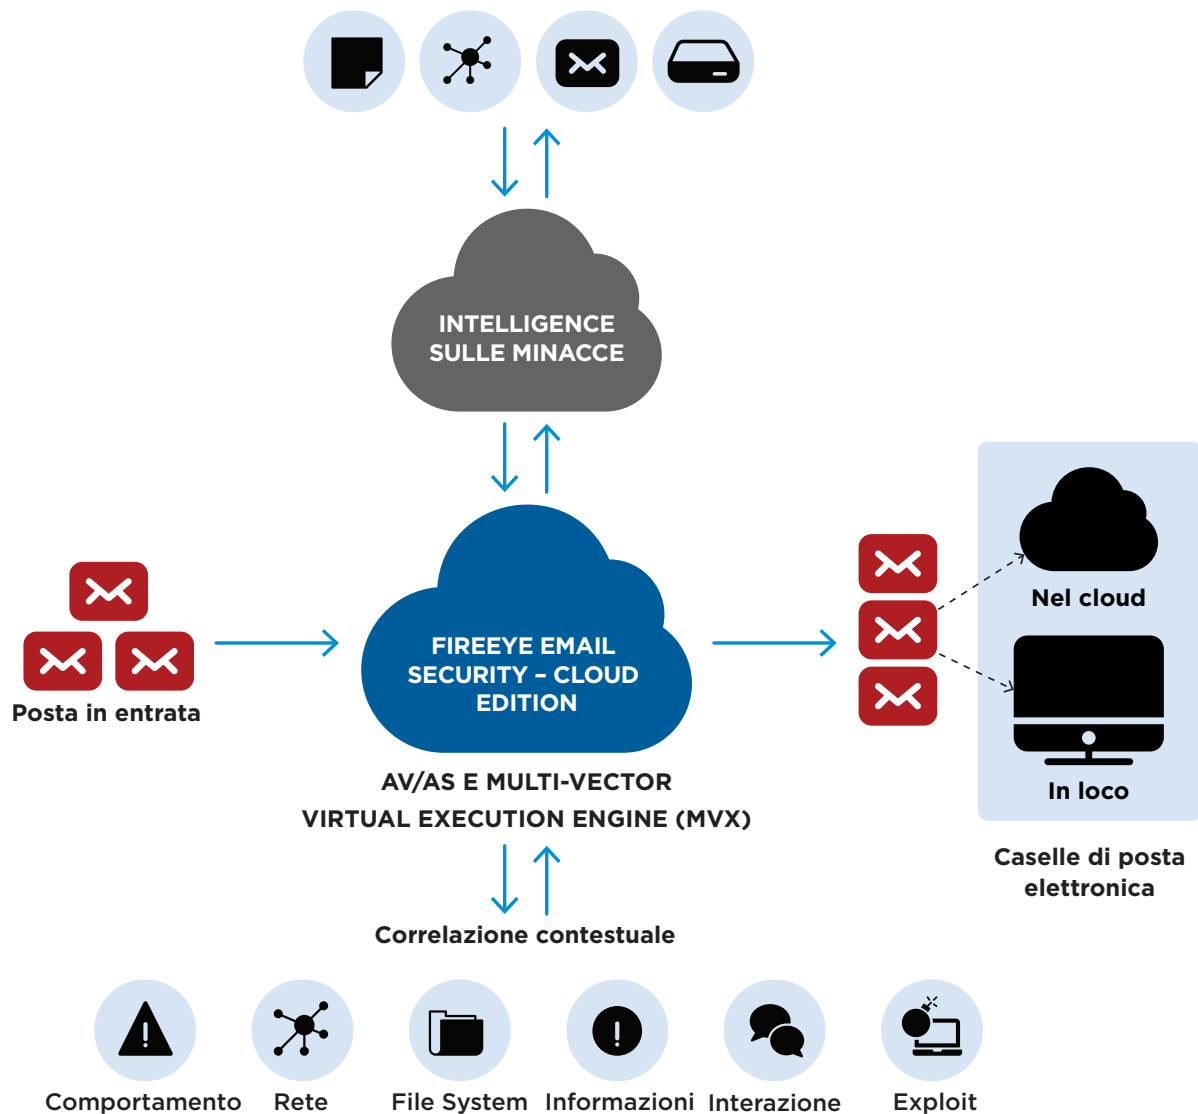 INTELLIGENCE
SULLE MINACCE
FIREEYE EMAIL
SECURITY – CLOUD
EDITION
Posta in entrata
Nel cloud
In loco
AV/AS E MULTI-VECTOR
VIRTUAL EXECUTION ENGINE (MVX)
Caselle di posta
elettronica
Correlazione contestuale
Comportamento
Rete
File System
Informazioni
Interazione
Exploit